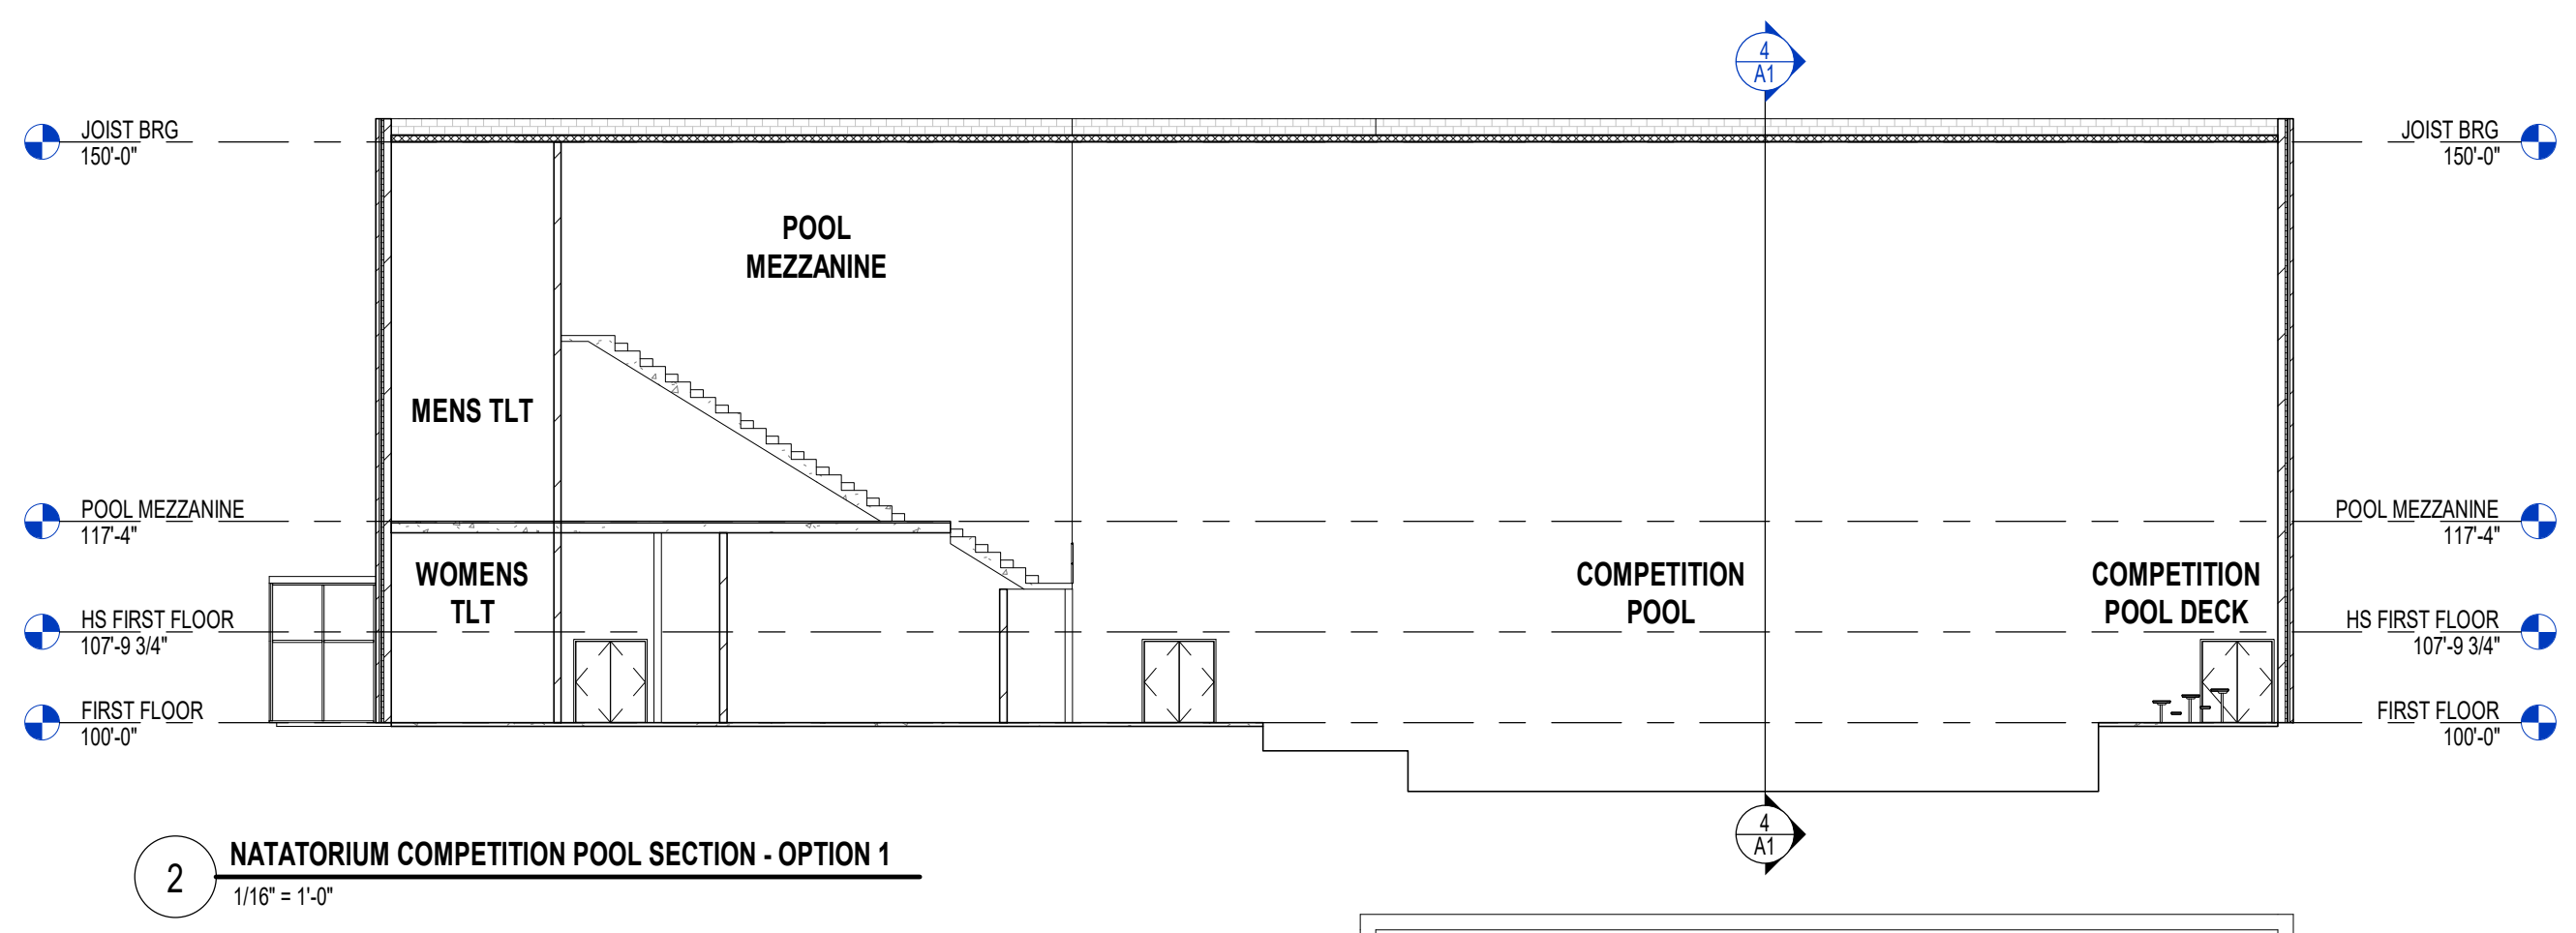 4
A1
JOIST BRG
150'-0"
JOIST BRG
150'-0"
POOL
MEZZANINE
MENS TLT
POOL MEZZANINE
117'-4"
POOL MEZZANINE
117'-4"
WOMENS
TLT
COMPETITION
POOL
COMPETITION
POOL DECK
HS FIRST FLOOR
107'-9 3/4"
HS FIRST FLOOR
107'-9 3/4"
FIRST FLOOR
100'-0"
FIRST FLOOR
100'-0"
4
A1
2
NATATORIUM COMPETITION POOL SECTION - OPTION 1
1/16" = 1'-0"